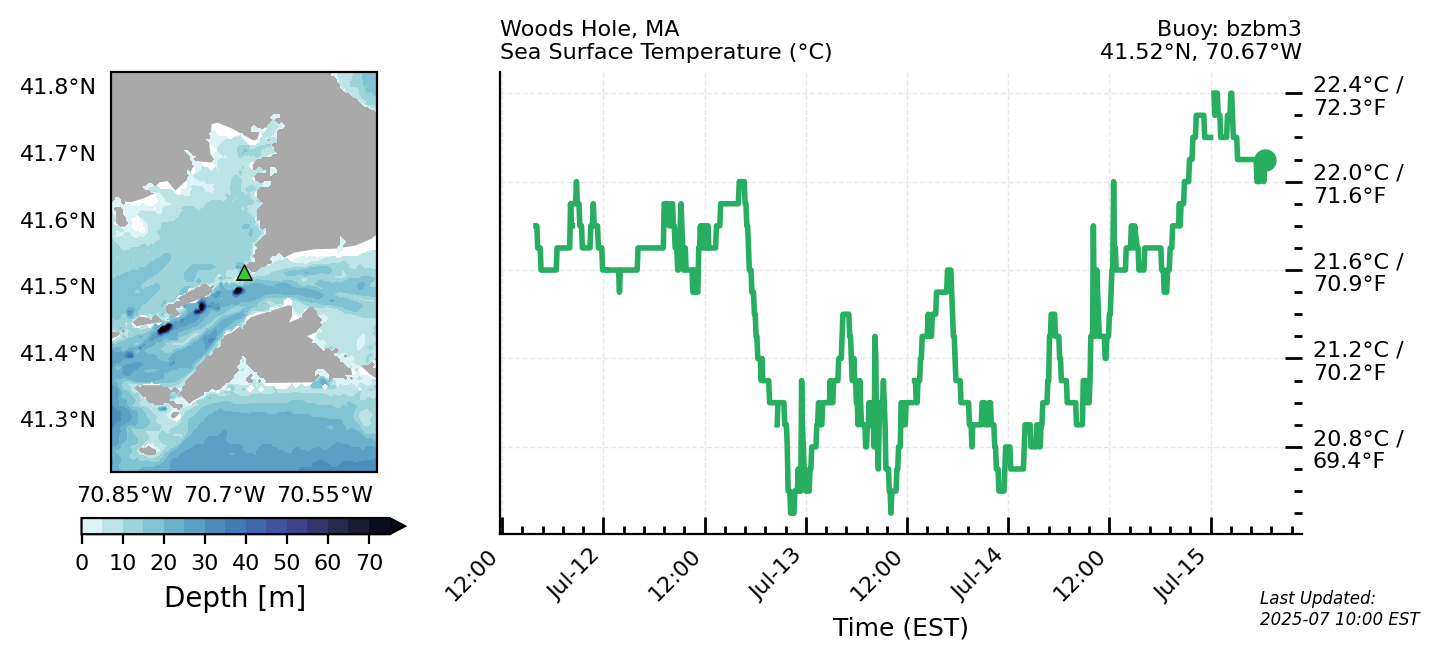 Woods Hole, MA
Sea Surface Temperature (°C)
Buoy: bzbm3
41.52°N, 70.67°W
41.8°N
41.7°N
41.6°N
41.5°N
41.4°N
41.3°N
70.85°W 70.7°W 70.55°W
0 10 20 30 40 50 60 70
Depth [m]
22.4°C /
72.3°F
22.0°C /
71.6°F
21.6°C /
70.9°F
21.2°C /
70.2°F
20.8°C /
69.4°F
12:00 Jul-12 12:00 Jul-13 12:00 Jul-14 12:00 Jul-15
Time (EST)
Last Updated:
2025-07 10:00 EST